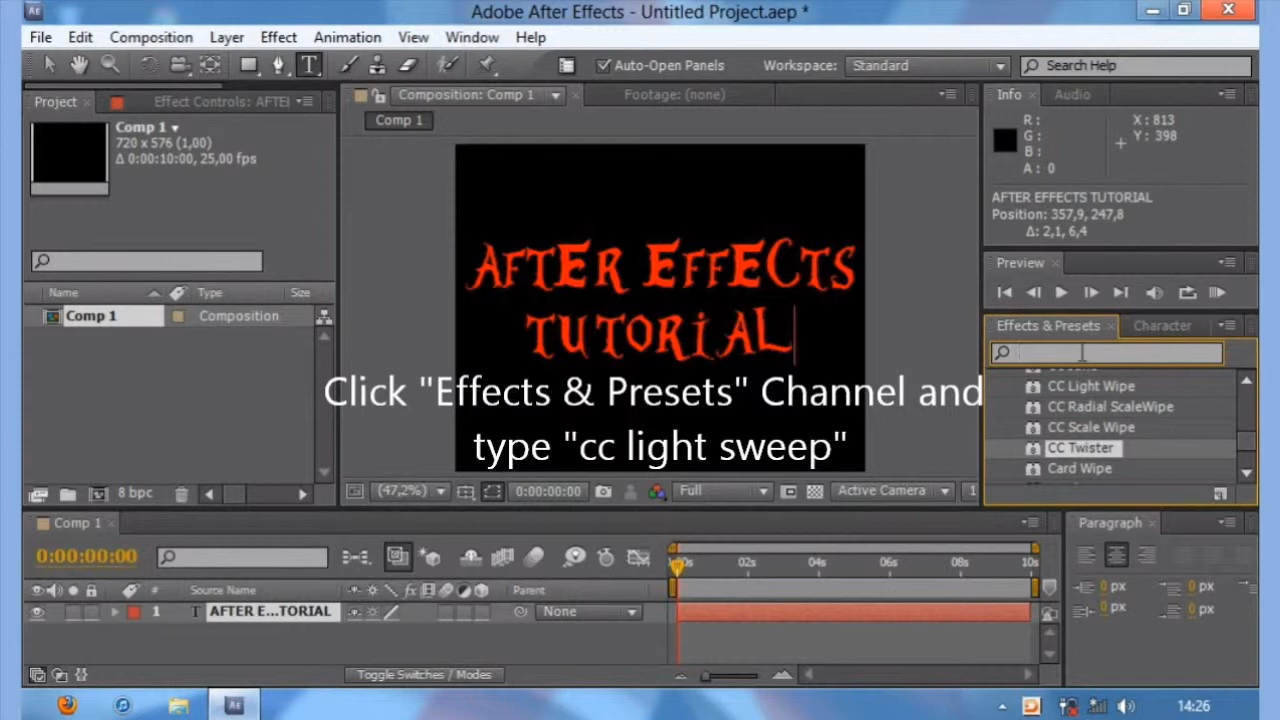 Adobe After Effects - Untitled Project.aep *
File Edit Composition Layer Effect Animation View Window Help
Auto-Open Panels Workspace: Standard Search Help
Project Effect Controls: AFTE
Comp 1
720 x 576 (1,00)
Δ 0:00:10:00, 25,00 fps
Name Type Size
Comp 1 Composition
8 bpc
Composition: Comp 1 Footage: (none)
Comp 1
AFTER EFFECTS
TUTORiAL
Click "Effects & Presets" Channel and
type "cc light sweep"
(47,2%) 0:00:00:00 Full Active Camera 1
Info Audio
R : X : 813
G : Y : 398
B :
A : 0
AFTER EFFECTS TUTORIAL
Position: 357,9, 247,8
Δ: 2,1, 6,4
Preview
Effects & Presets Character
CC Light Wipe
CC Radial ScaleWipe
CC Scale Wipe
CC Twister
Card Wipe
Comp 1
0:00:00:00
02s 04s 06s 08s 10s
# Source Name Parent
1 T AFTER E...TORIAL None
Toggle Switches / Modes
Paragraph
0 px 0 px
0 px 0 px
14:26